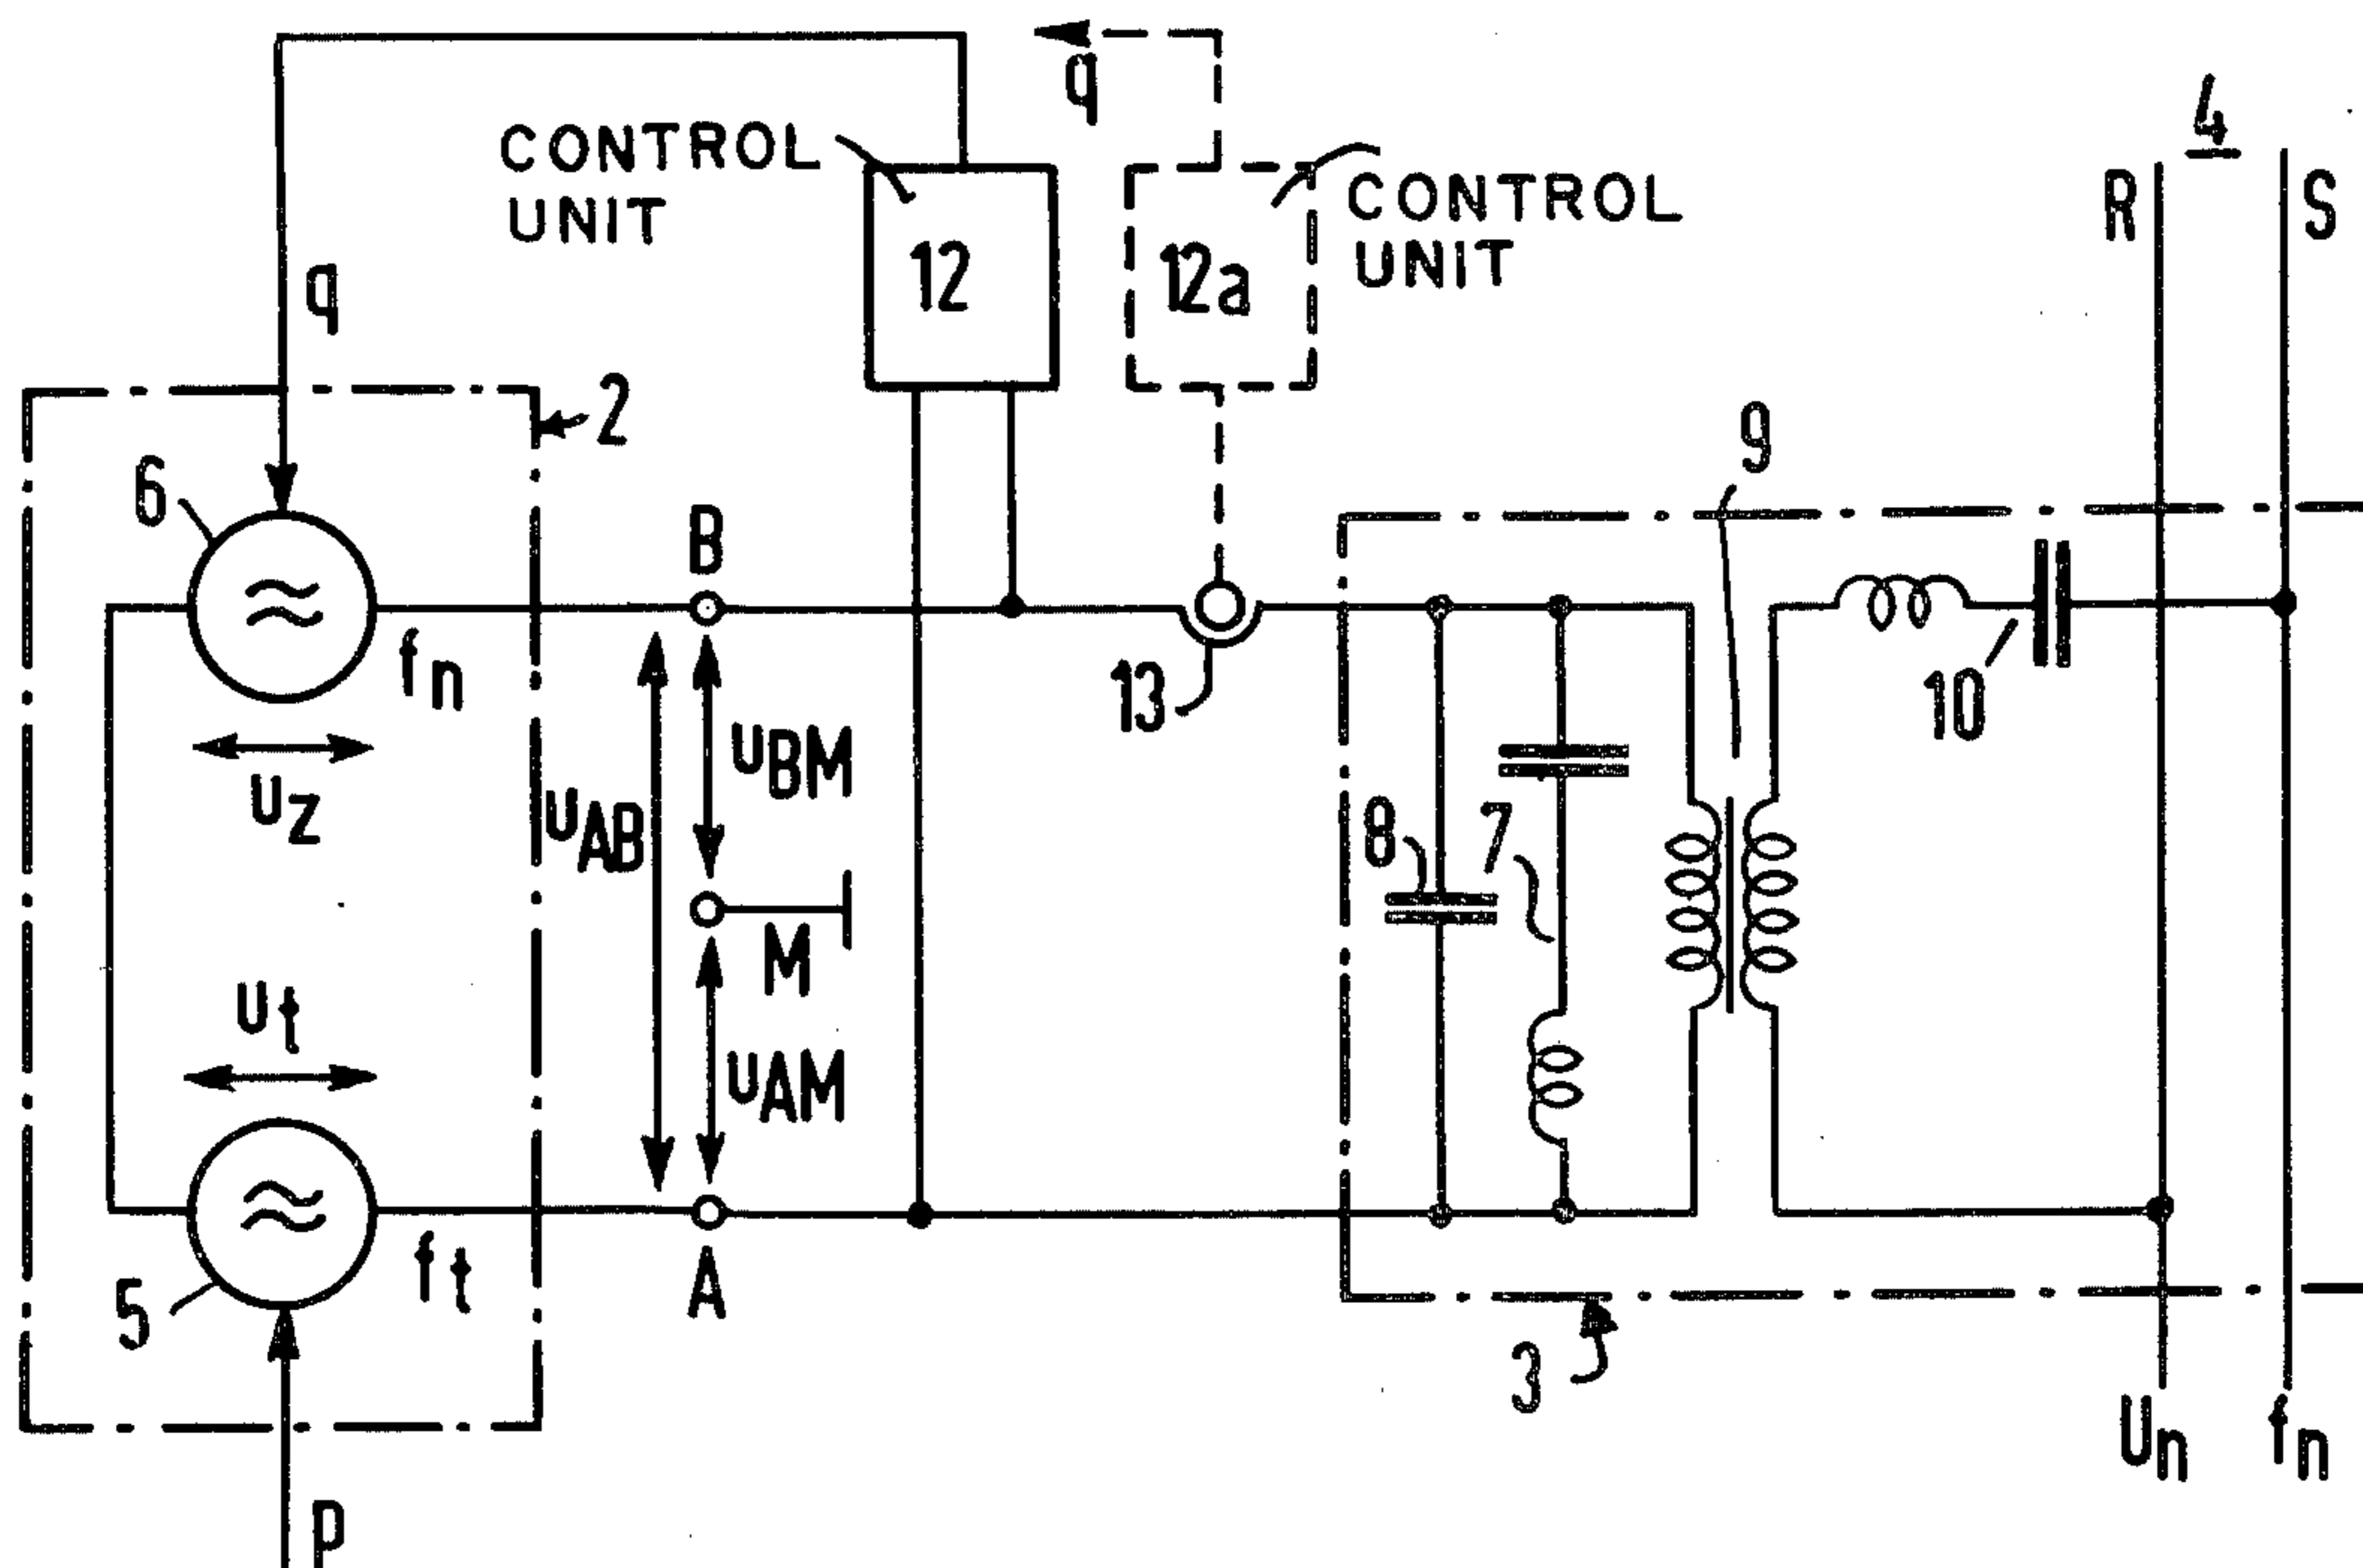 q
4
CONTROL
UNIT
R
S
CONTROL
UNIT
12
12a
q
2
9
6
B
fn
13
10
uz
uBM
uAB
8
7
M
ut
uAM
ft
5
A
3
Un
fn
p